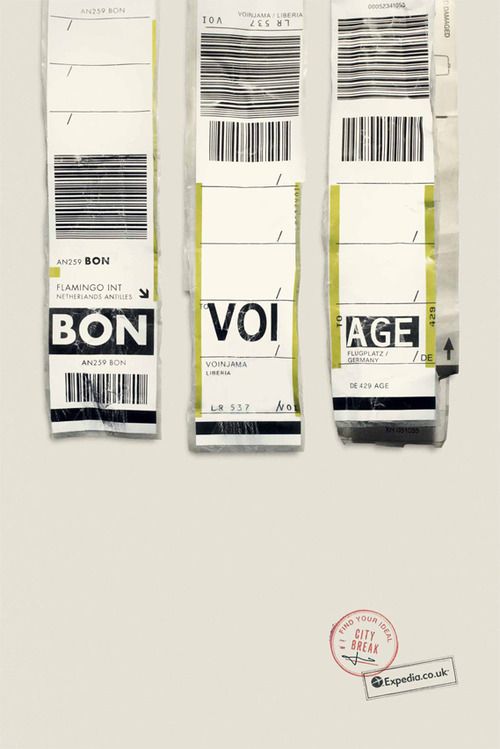 AN259 BON
/
/
/
AN259 BON
FLAMINGO INT
NETHERLANDS ANTILLES
BON
AN259 BON
VOINJAMA / LIBERIA
VOI
LR 537
/
/
/
TO
VOI
VOINJAMA
LIBERIA
LR 537 /VOI
00052341050
DAMAGED
/
/
/
TO
AGE
429
FLUGPLATZ /
GERMANY
/ DE
DE 429 AGE
FIND YOUR IDEAL
CITY
BREAK
Expedia.co.uk